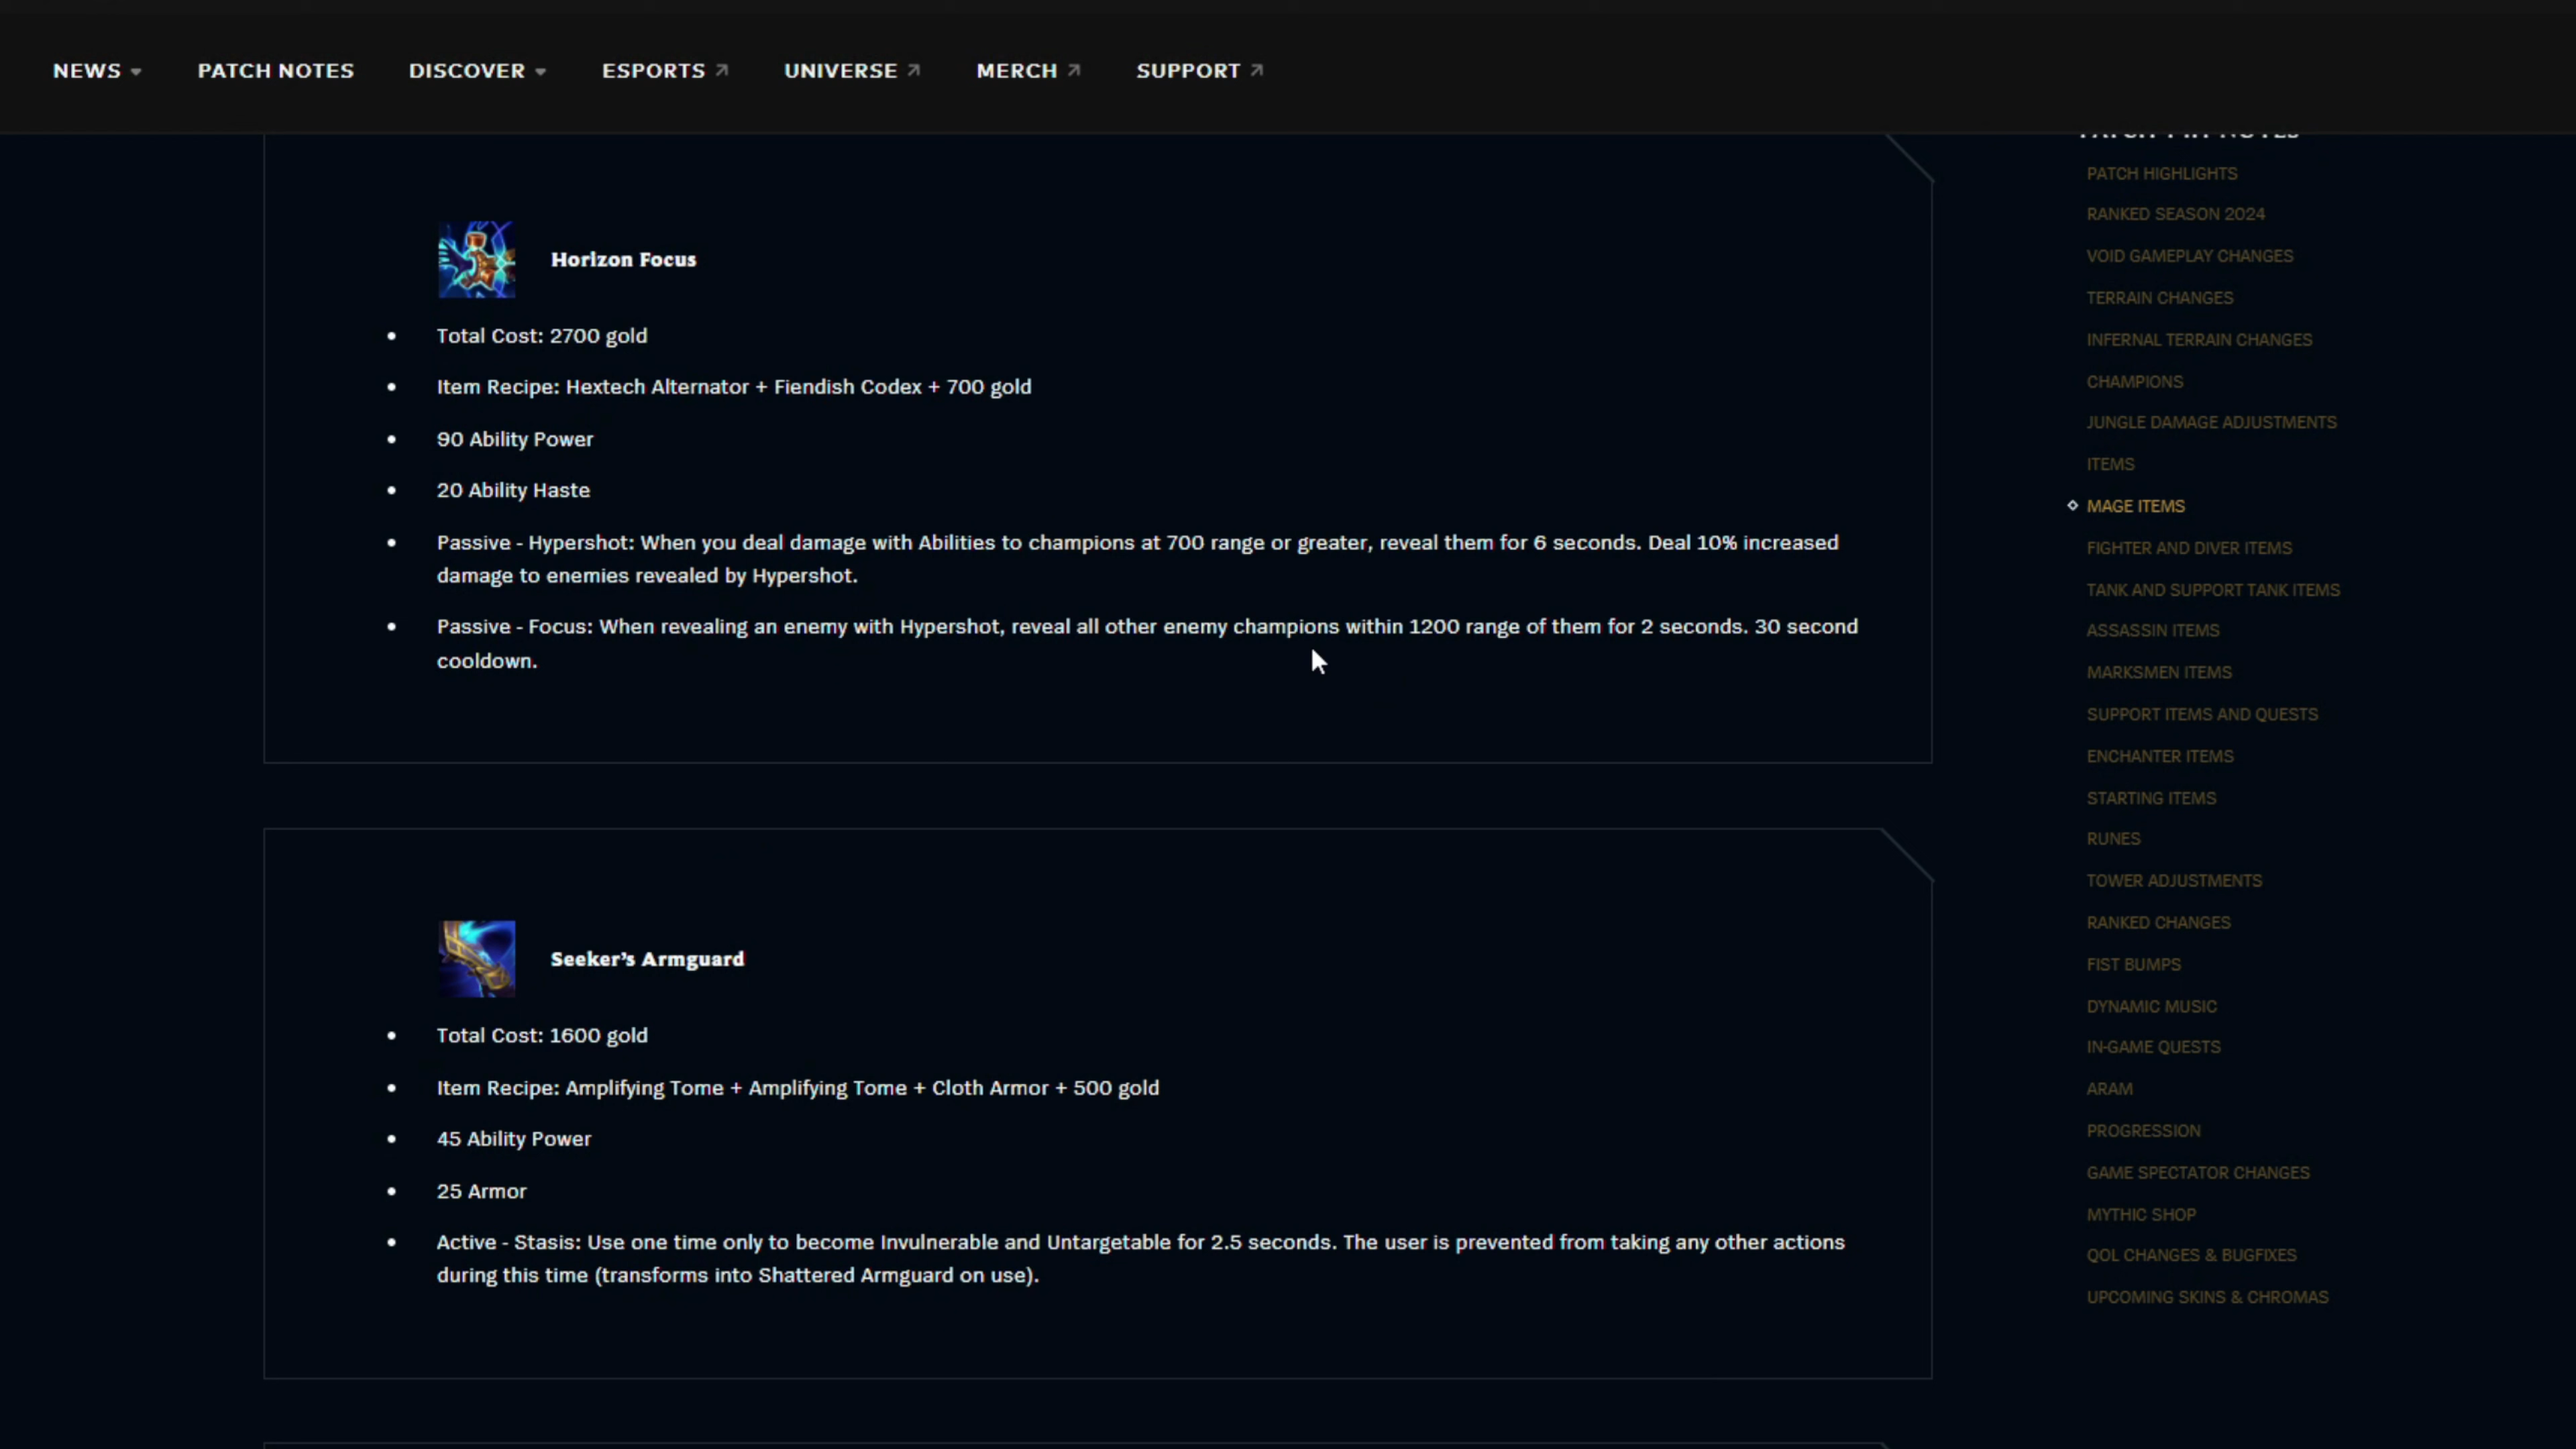 NEWS PATCH NOTES DISCOVER ESPORTS UNIVERSE MERCH SUPPORT
Horizon Focus
Total Cost: 2700 gold
Item Recipe: Hextech Alternator + Fiendish Codex + 700 gold
90 Ability Power
20 Ability Haste
Passive - Hypershot: When you deal damage with Abilities to champions at 700 range or greater, reveal them for 6 seconds. Deal 10% increased
damage to enemies revealed by Hypershot.
Passive - Focus: When revealing an enemy with Hypershot, reveal all other enemy champions within 1200 range of them for 2 seconds. 30 second
cooldown.
Seeker’s Armguard
Total Cost: 1600 gold
Item Recipe: Amplifying Tome + Amplifying Tome + Cloth Armor + 500 gold
45 Ability Power
25 Armor
Active - Stasis: Use one time only to become Invulnerable and Untargetable for 2.5 seconds. The user is prevented from taking any other actions
during this time (transforms into Shattered Armguard on use).
PATCH HIGHLIGHTS
RANKED SEASON 2024
VOID GAMEPLAY CHANGES
TERRAIN CHANGES
INFERNAL TERRAIN CHANGES
CHAMPIONS
JUNGLE DAMAGE ADJUSTMENTS
ITEMS
MAGE ITEMS
FIGHTER AND DIVER ITEMS
TANK AND SUPPORT TANK ITEMS
ASSASSIN ITEMS
MARKSMEN ITEMS
SUPPORT ITEMS AND QUESTS
ENCHANTER ITEMS
STARTING ITEMS
RUNES
TOWER ADJUSTMENTS
RANKED CHANGES
FIST BUMPS
DYNAMIC MUSIC
IN-GAME QUESTS
ARAM
PROGRESSION
GAME SPECTATOR CHANGES
MYTHIC SHOP
QOL CHANGES & BUGFIXES
UPCOMING SKINS & CHROMAS